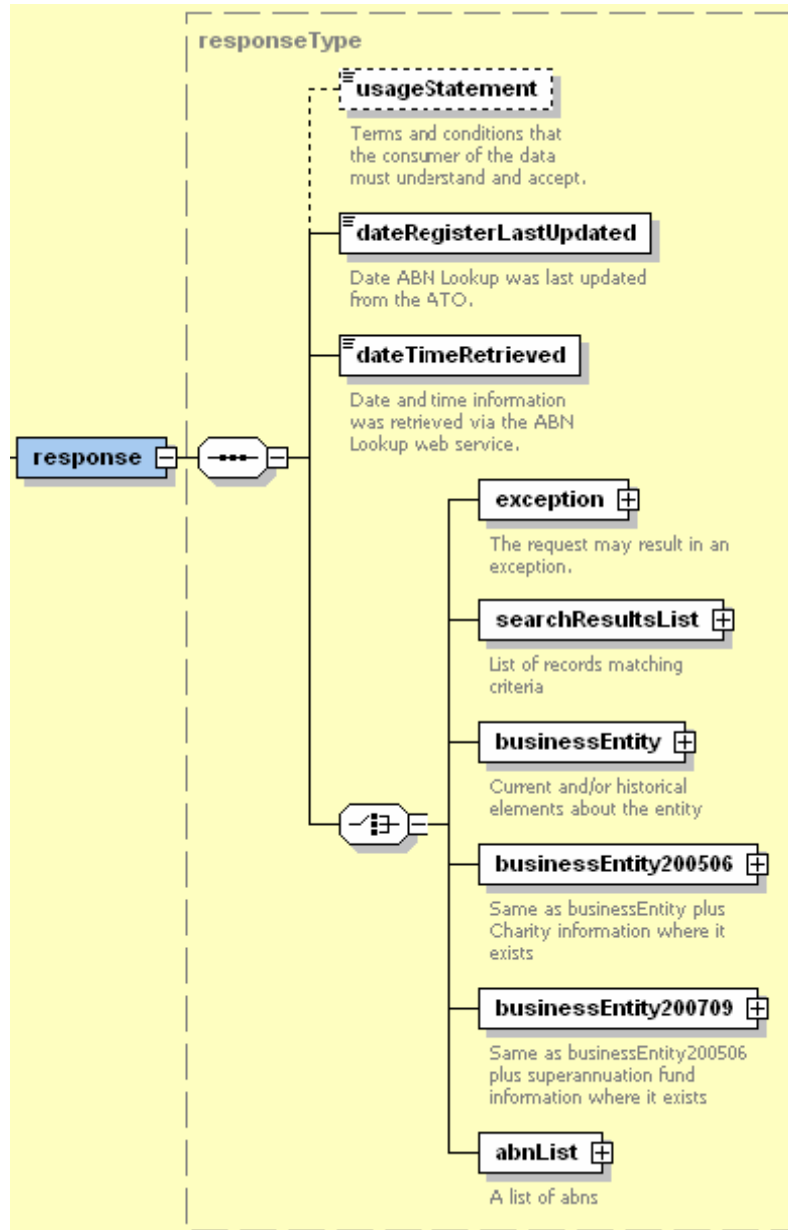 responseType
usageStatement
Terms and conditions that
the consumer of the data
must understand and accept.
dateRegisterLastUpdated
Date ABN Lookup was last updated
from the ATO.
dateTimeRetrieved
Date and time information
was retrieved via the ABN
Lookup web service.
response
exception
The request may result in an
exception.
searchResultsList
List of records matching
criteria
businessEntity
Current and/or historical
elements about the entity
businessEntity200506
Same as businessEntity plus
Charity information where it
exists
businessEntity200709
Same as businessEntity200506
plus superannuation fund
information where it exists
abnList
A list of abns